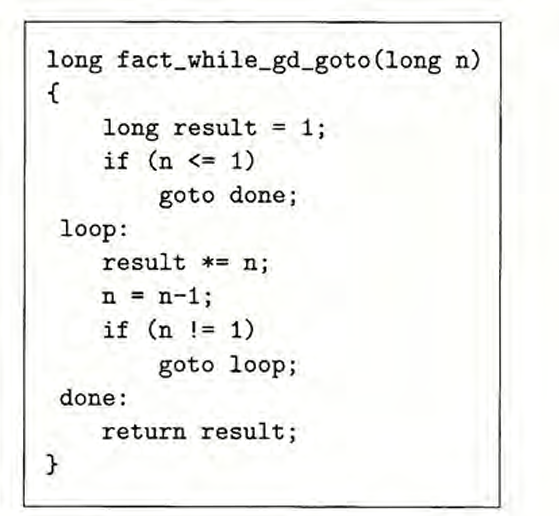 long fact_while_gd_goto(long n)
{
    long result = 1;
    if (n <= 1)
        goto done;
 loop:
    result *= n;
    n = n-1;
    if (n != 1)
        goto loop;
 done:
    return result;
}